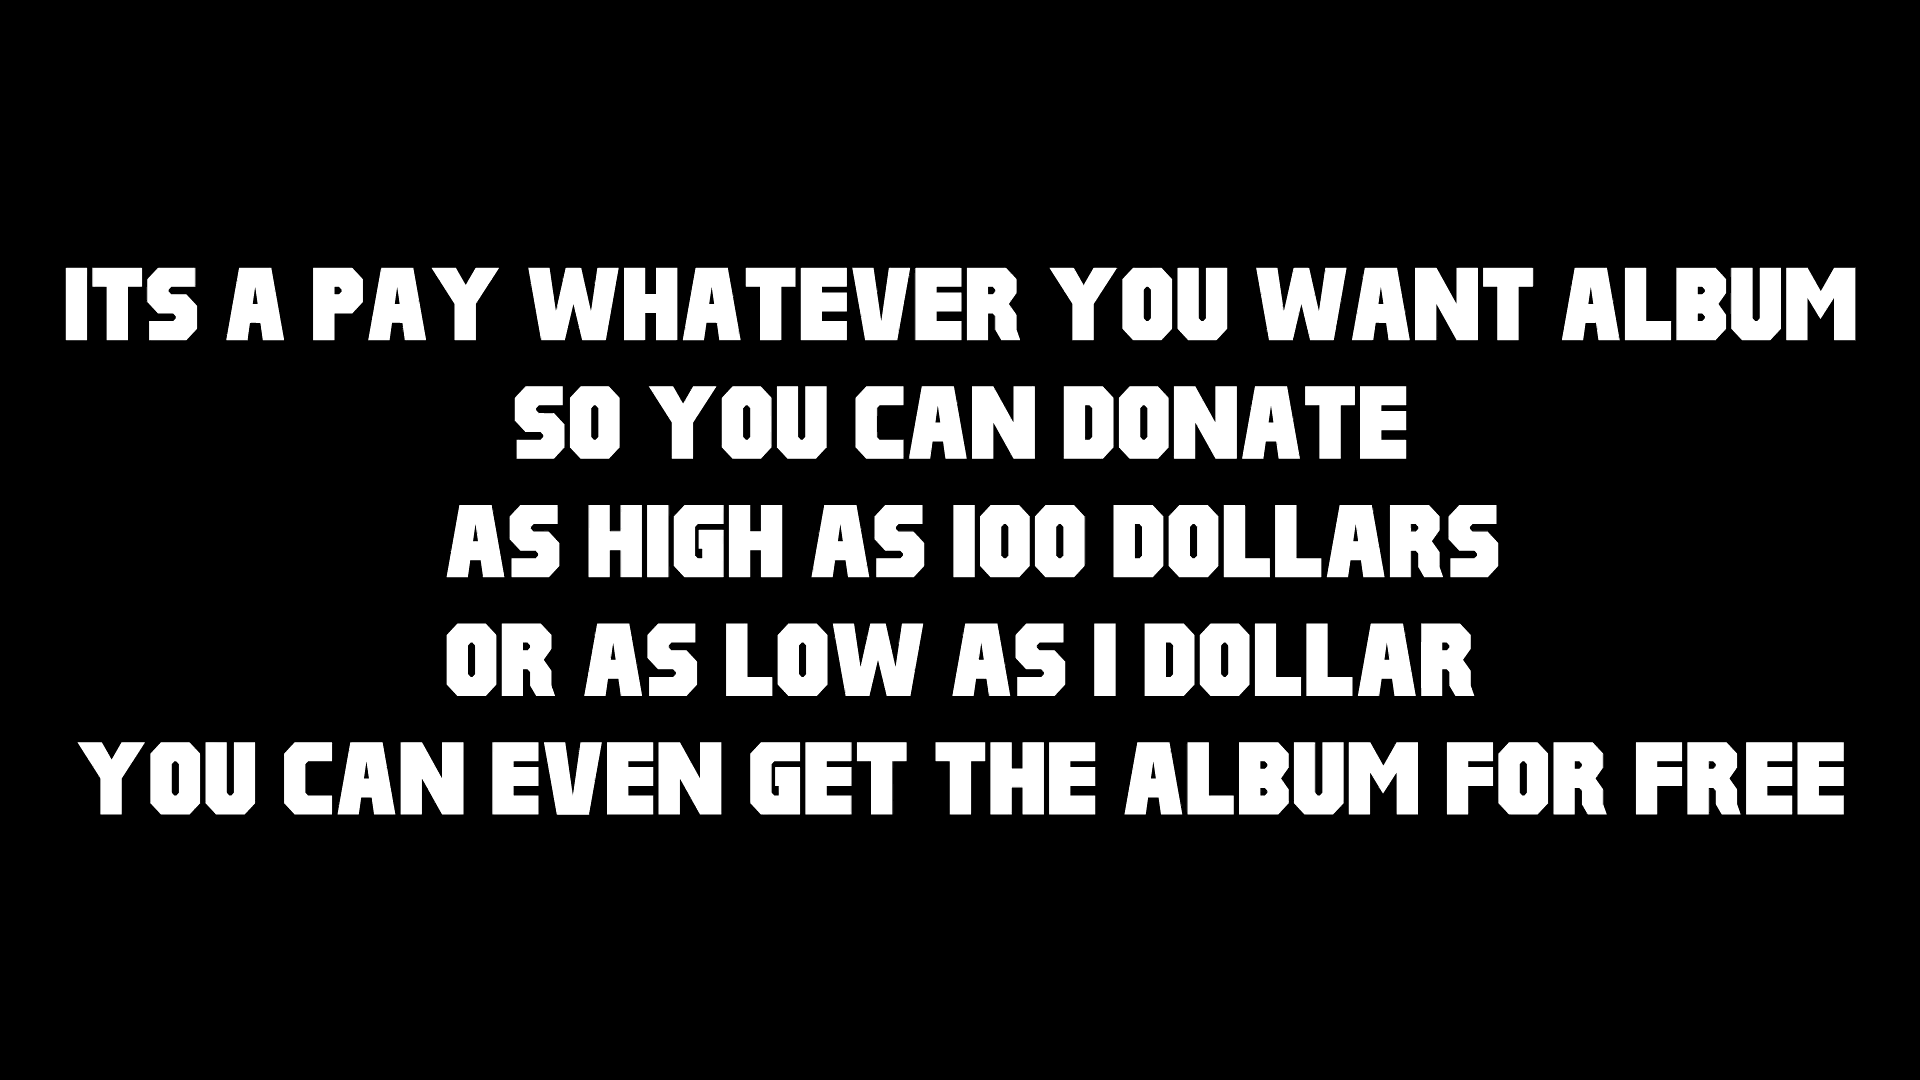 ITS A PAY WHATEVER YOU WANT ALBUM
SO YOU CAN DONATE
AS HIGH AS 100 DOLLARS
OR AS LOW AS 1 DOLLAR
YOU CAN EVEN GET THE ALBUM FOR FREE